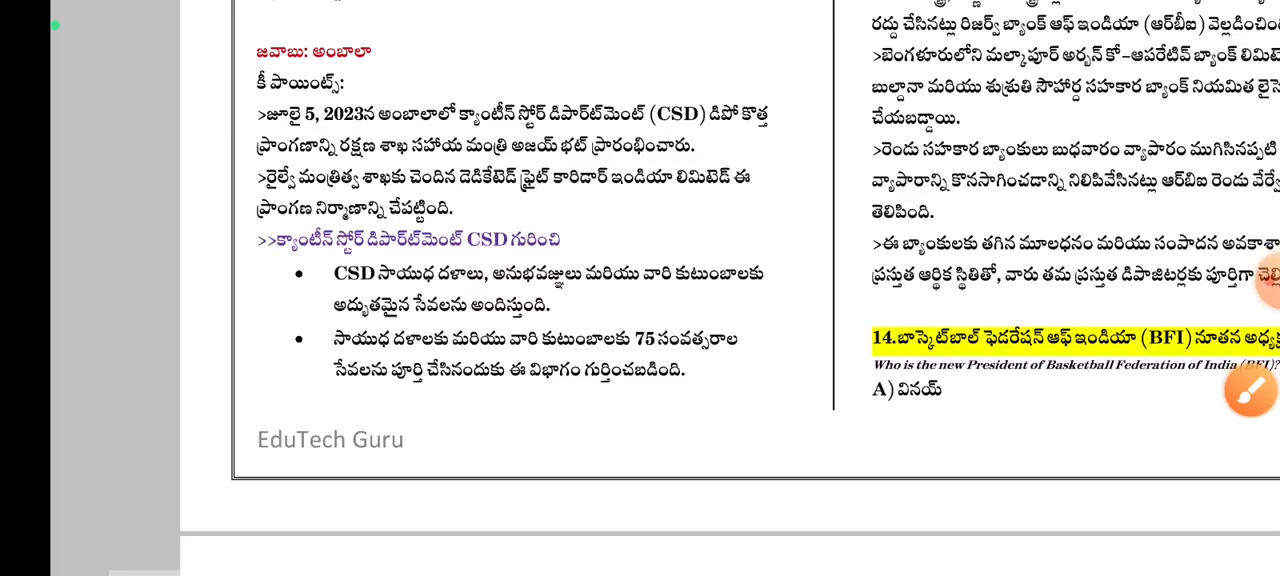 జవాబు: అంబాలా
కీ పాయింట్స్:
>జూలై 5, 2023న అంబాలాలో క్యాంటీన్ స్టోర్ డిపార్ట్‌మెంట్ (CSD) డిపో కొత్త
ప్రాంగణాన్ని రక్షణ శాఖ సహాయ మంత్రి అజయ్ భట్ ప్రారంభించారు.
>రైల్వే మంత్రిత్వ శాఖకు చెందిన డెడికేటెడ్ ఫ్రైట్ కారిడార్ ఇండియా లిమిటెడ్ ఈ
ప్రాంగణ నిర్మాణాన్ని చేపట్టింది.
>>క్యాంటీన్ స్టోర్ డిపార్ట్‌మెంట్ CSD గురించి
• CSD సాయుధ దళాలు, అనుభవజ్ఞులు మరియు వారి కుటుంబాలకు
అద్భుతమైన సేవలను అందిస్తుంది.
• సాయుధ దళాలకు మరియు వారి కుటుంబాలకు 75 సంవత్సరాల
సేవలను పూర్తి చేసినందుకు ఈ విభాగం గుర్తించబడింది.
EduTech Guru
రద్దు చేసినట్లు రిజర్వ్ బ్యాంక్ ఆఫ్ ఇండియా (ఆర్‌బీఐ)
>బెంగళూరులోని మల్కాపూర్ అర్బన్ కో-ఆపరేటివ్ బ్యాంక్
బుల్దానా మరియు శుశ్రుతి సౌహార్ద సహకార బ్యాంక్ నియమిత
చేయబడ్డాయి.
>రెండు సహకార బ్యాంకులు బుధవారం వ్యాపారం ముగిసినప్పటి
వ్యాపారాన్ని కొనసాగించడాన్ని నిలిపివేసినట్లు ఆర్‌బిఐ రెండు
తెలిపింది.
>ఈ బ్యాంకులకు తగిన మూలధనం మరియు సంపాదన
ప్రస్తుత ఆర్థిక స్థితితో, వారు తమ ప్రస్తుత డిపాజిటర్లకు పూర్తిగా
14.బాస్కెట్‌బాల్ ఫెడరేషన్ ఆఫ్ ఇండియా (BFI) నూతన
Who is the new President of Basketball Federation of India (BFI)?
A) వినయ్